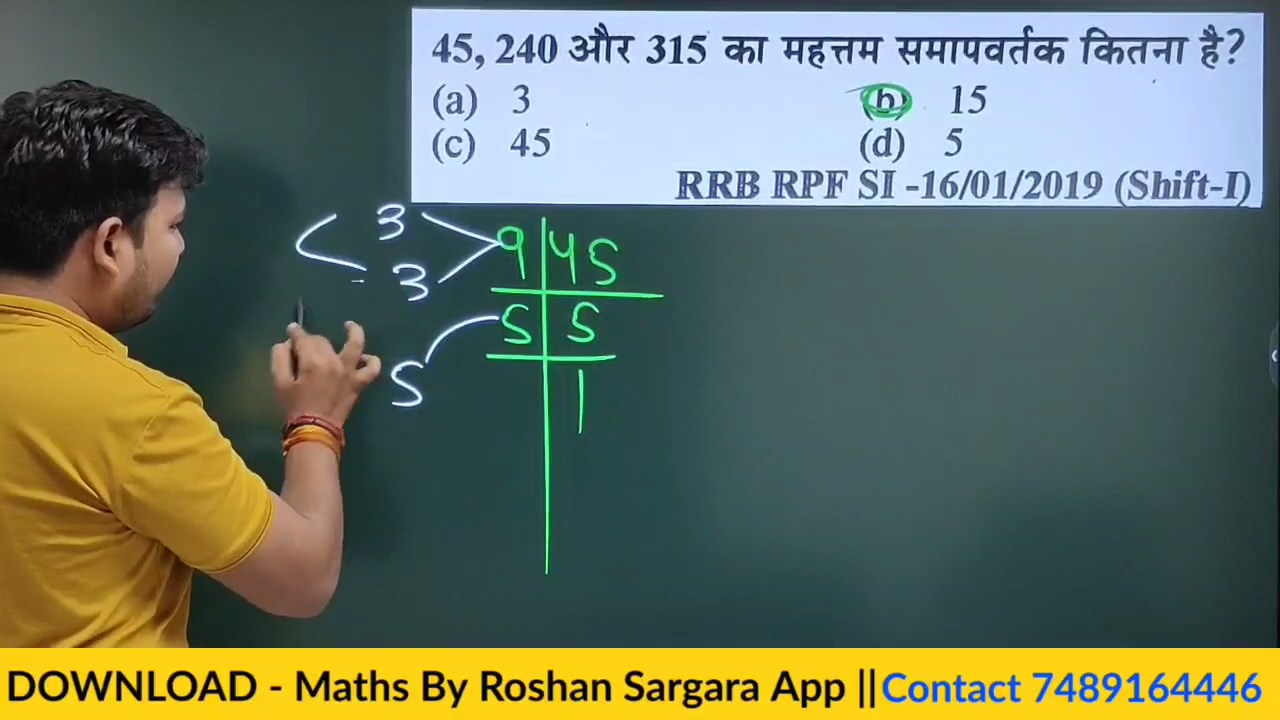 45, 240 और 315 का महत्तम समापवर्तक कितना है?
(a) 3 (b) 15
(c) 45 (d) 5
RRB RPF SI -16/01/2019 (Shift-I)
3 9 45
3
5 5
5
1
DOWNLOAD - Maths By Roshan Sargara App || Contact 7489164446